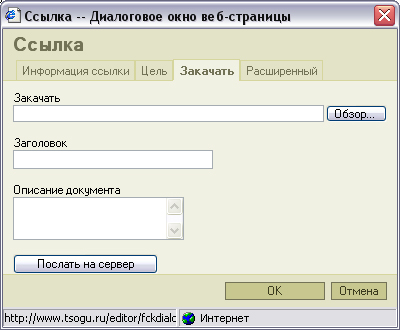 Ссылка -- Диалоговое окно веб-страницы
Ссылка
Информация ссылки Цель Закачать Расширенный
Закачать
Обзор...
Заголовок
Описание документа
Послать на сервер
OK Отмена
http://www.tsogu.ru/editor/fckdialc Интернет